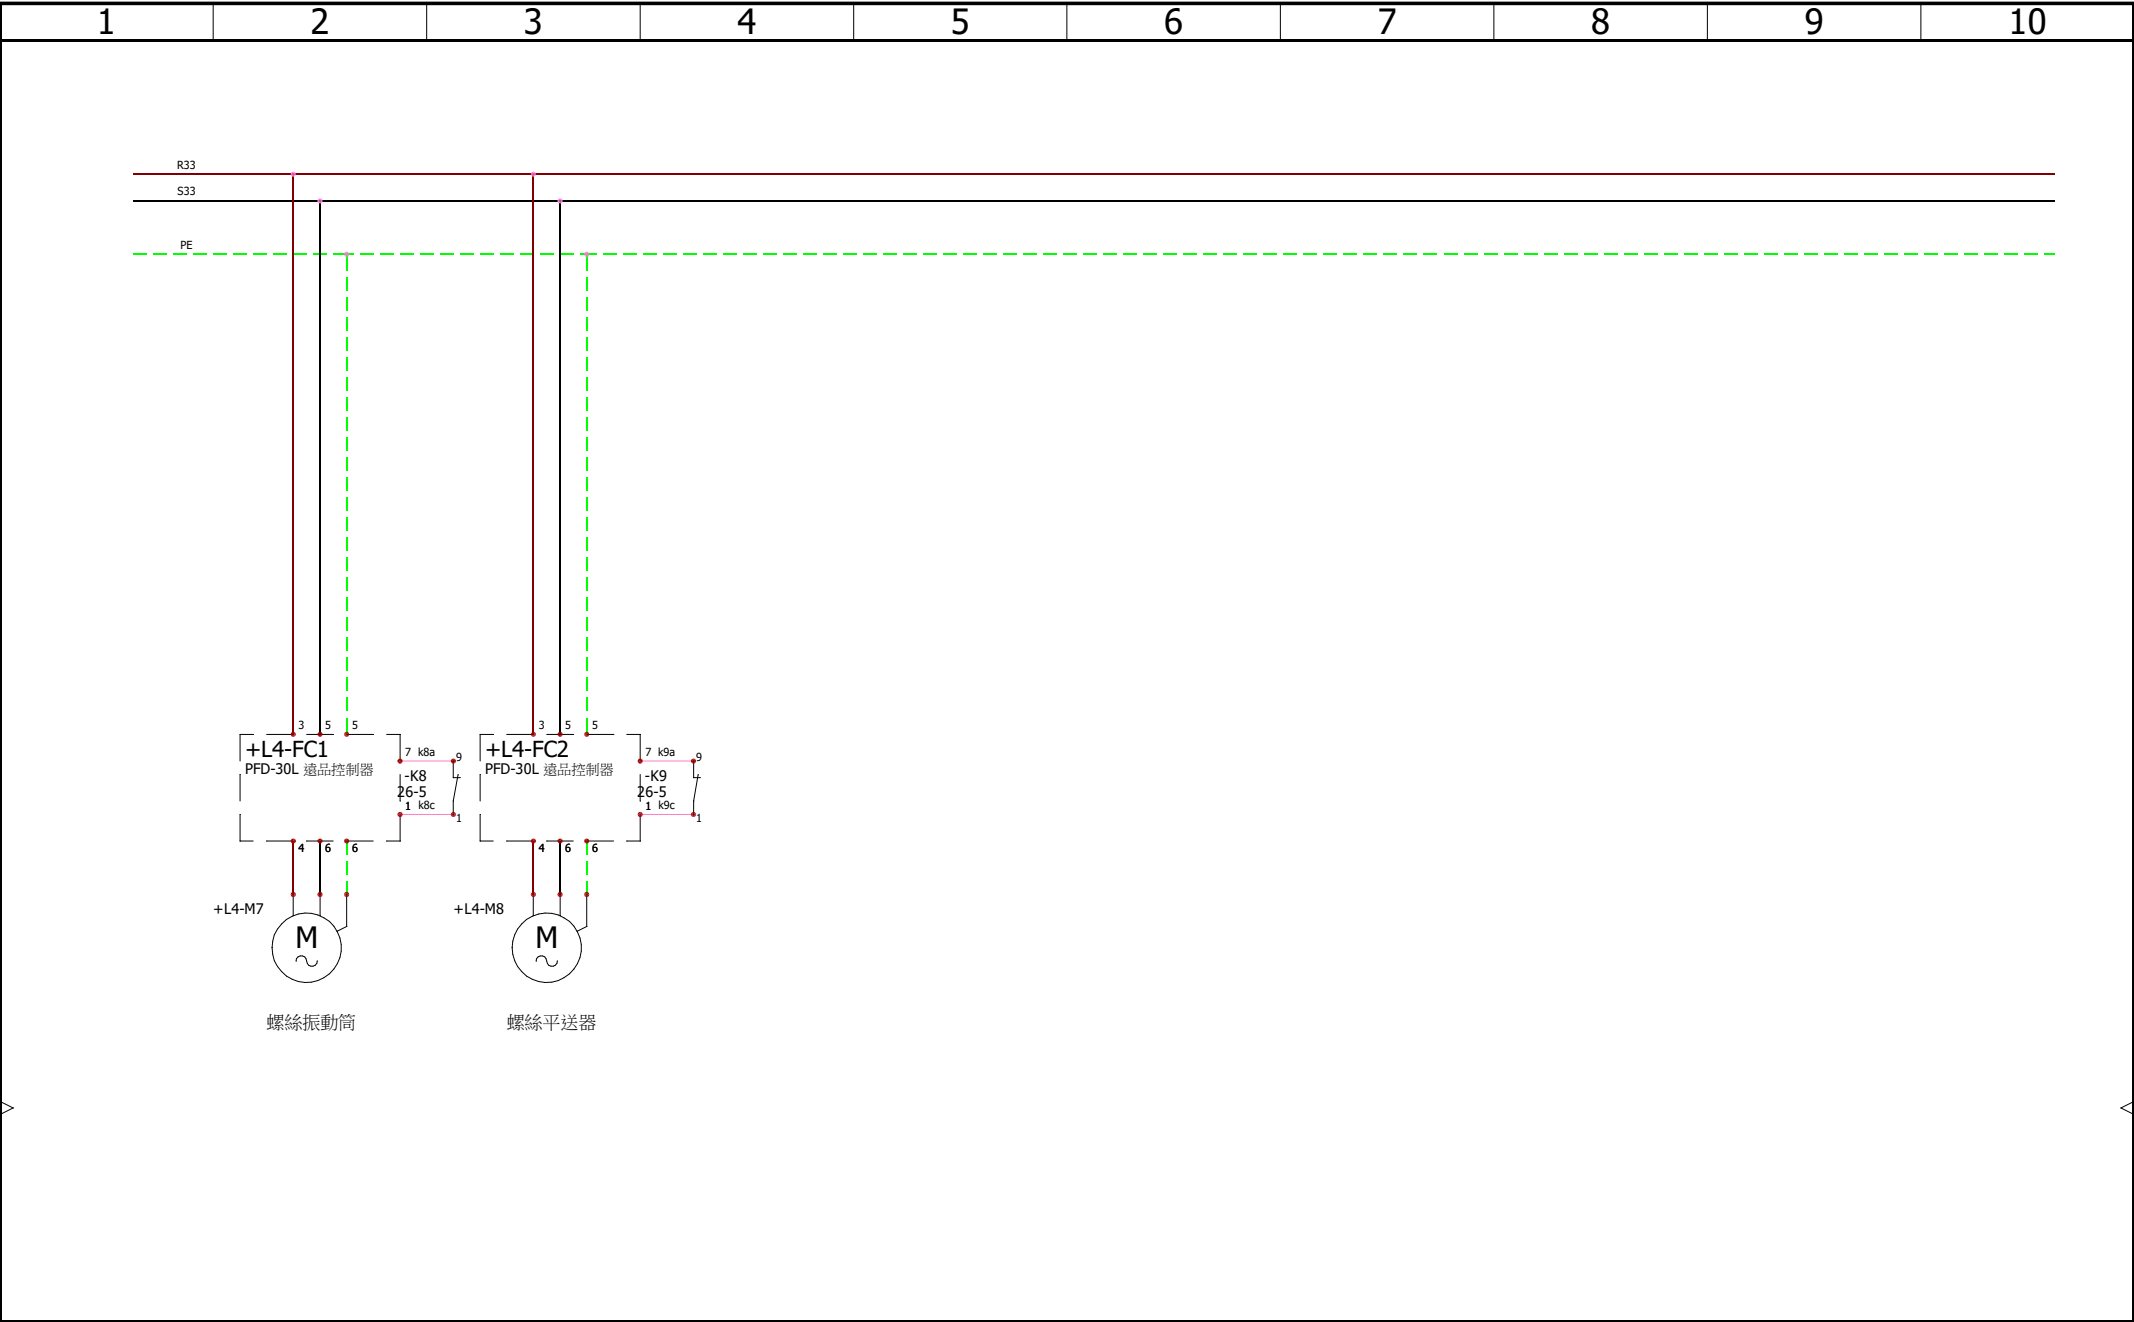 1 2 3 4 5 6 7 8 9 10
R33
S33
PE
3 5 5 3 5 5
+L4-FC1 7 k8a 9 +L4-FC2 7 k9a 9
PFD-30L 遠品控制器 PFD-30L 遠品控制器
-K8 -K9
26-5 26-5
1 k8c 1 1 k9c 1
4 6 6 4 6 6
+L4-M7 +L4-M8
M M
螺絲振動筒 螺絲平送器